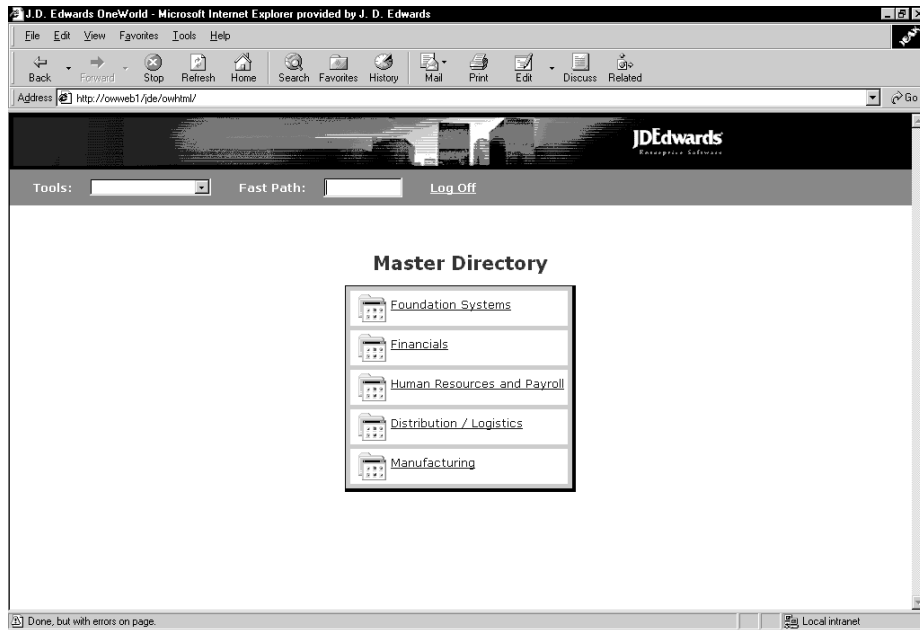 J.D. Edwards OneWorld - Microsoft Internet Explorer provided by J. D. Edwards
File Edit View Favorites Tools Help
Back Forward Stop Refresh Home Search Favorites History Mail Print Edit Discuss Related
Address http://owweb1/jde/owhtml/ Go
JDEdwards
Enterprise Software
Tools: Fast Path: Log Off
Master Directory
Foundation Systems
Financials
Human Resources and Payroll
Distribution / Logistics
Manufacturing
Done, but with errors on page. Local intranet